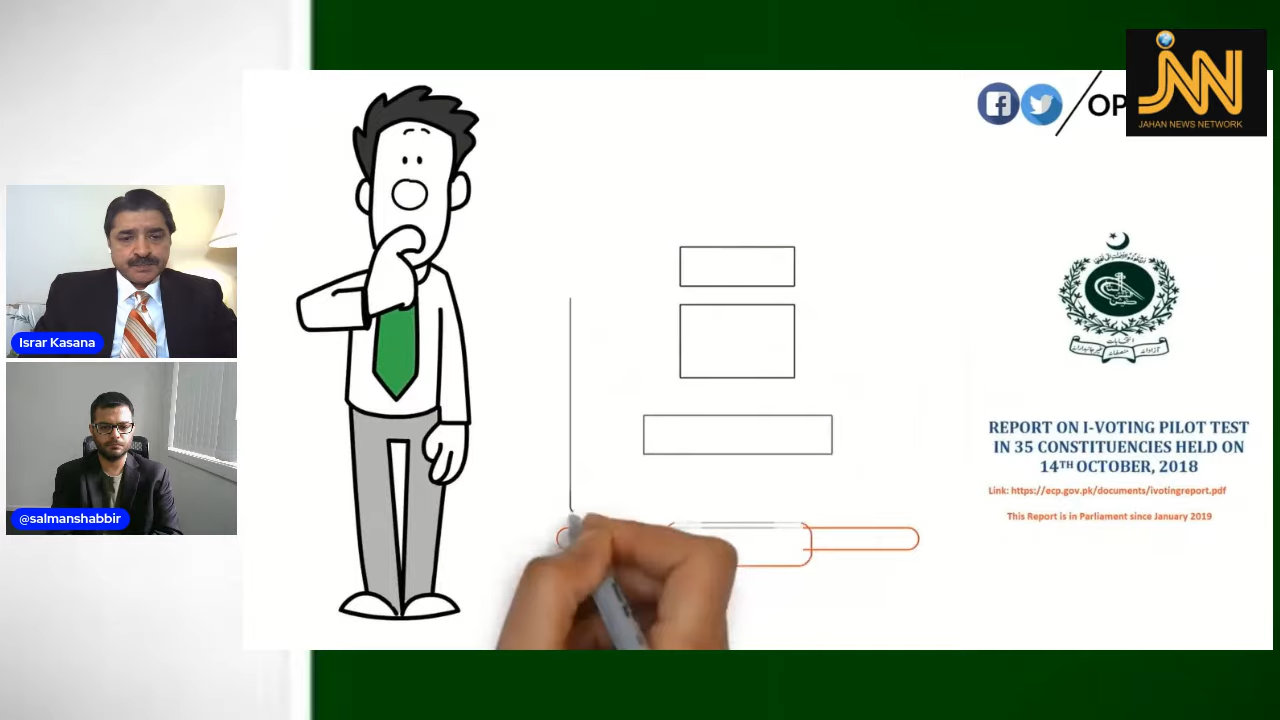 OP
JNN
JAHAN NEWS NETWORK
Israr Kasana
@salmanshabbir
REPORT ON I-VOTING PILOT TEST
IN 35 CONSTITUENCIES HELD ON
14TH OCTOBER, 2018
Link: https://ecp.gov.pk/documents/ivotingreport.pdf
This Report is in Parliament since January 2019